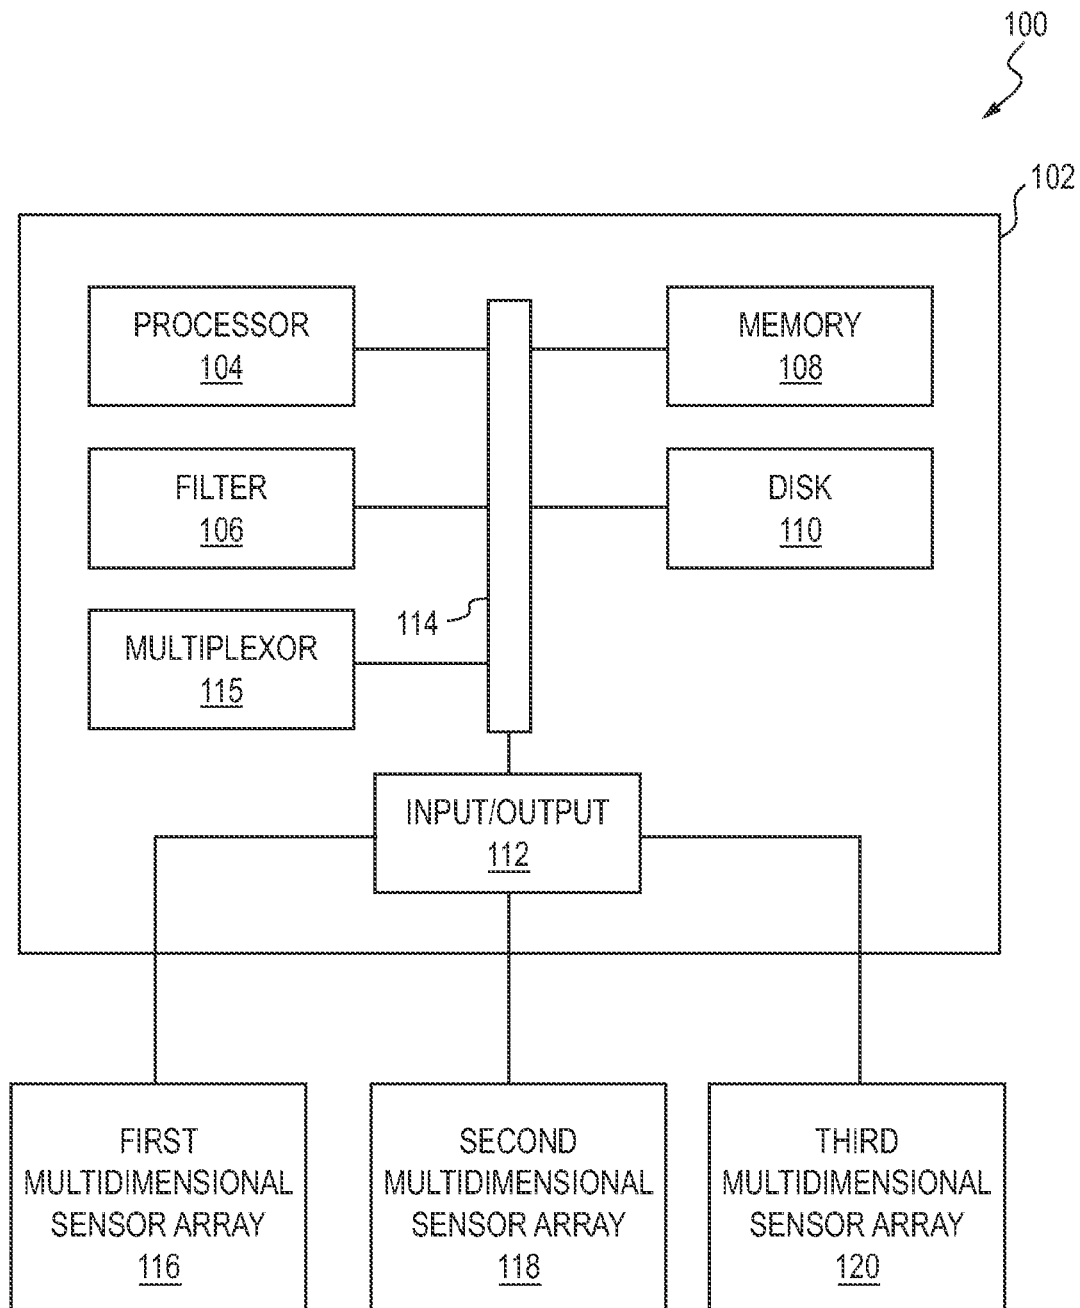 100
102
PROCESSOR
104
MEMORY
108
FILTER
106
DISK
110
114
MULTIPLEXOR
115
INPUT/OUTPUT
112
FIRST
MULTIDIMENSIONAL
SENSOR ARRAY
116
SECOND
MULTIDIMENSIONAL
SENSOR ARRAY
118
THIRD
MULTIDIMENSIONAL
SENSOR ARRAY
120